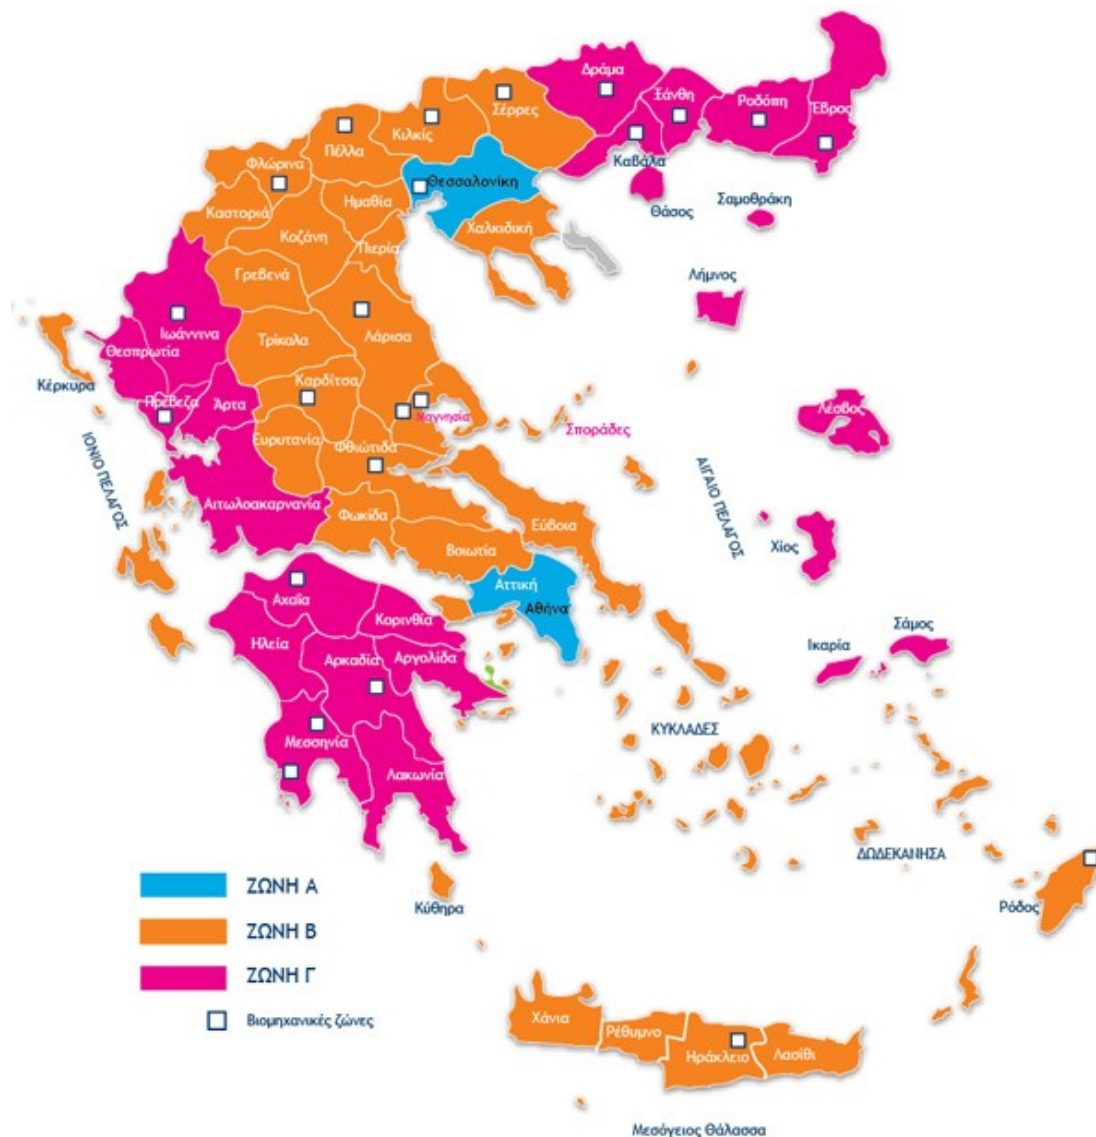 Δράμα
Ξάνθη
Ροδόπη
Έβρος
Σέρρες
Κιλκίς
Πέλλα
Καβάλα
Φλώρινα
Θεσσαλονίκη
Θάσος
Σαμοθράκη
Καστοριά
Ημαθία
Χαλκιδική
Κοζάνη
Πιερία
Γρεβενά
Λήμνος
Ιωάννινα
Θεσπρωτία
Τρίκαλα
Λάρισα
Κέρκυρα
Καρδίτσα
Πρέβεζα
Άρτα
Μαγνησία
Λέσβος
Σποράδες
Ευρυτανία
Φθιώτιδα
ΙΟΝΙΟ ΠΕΛΑΓΟΣ
ΑΙΓΑΙΟ ΠΕΛΑΓΟΣ
Αιτωλοακαρνανία
Φωκίδα
Εύβοια
Βοιωτία
Χίος
Αττική
Αθήνα
Αχαΐα
Κορινθία
Σάμος
Ηλεία
Ικαρία
Αρκαδία
Αργολίδα
ΚΥΚΛΑΔΕΣ
Μεσσηνία
Λακωνία
ΔΩΔΕΚΑΝΗΣΑ
ΖΩΝΗ Α
Κύθηρα
Ρόδος
ΖΩΝΗ Β
ΖΩΝΗ Γ
Βιομηχανικές ζώνες
Χάνια
Ρέθυμνο
Ηράκλειο
Λασίθι
Μεσόγειος Θάλασσα